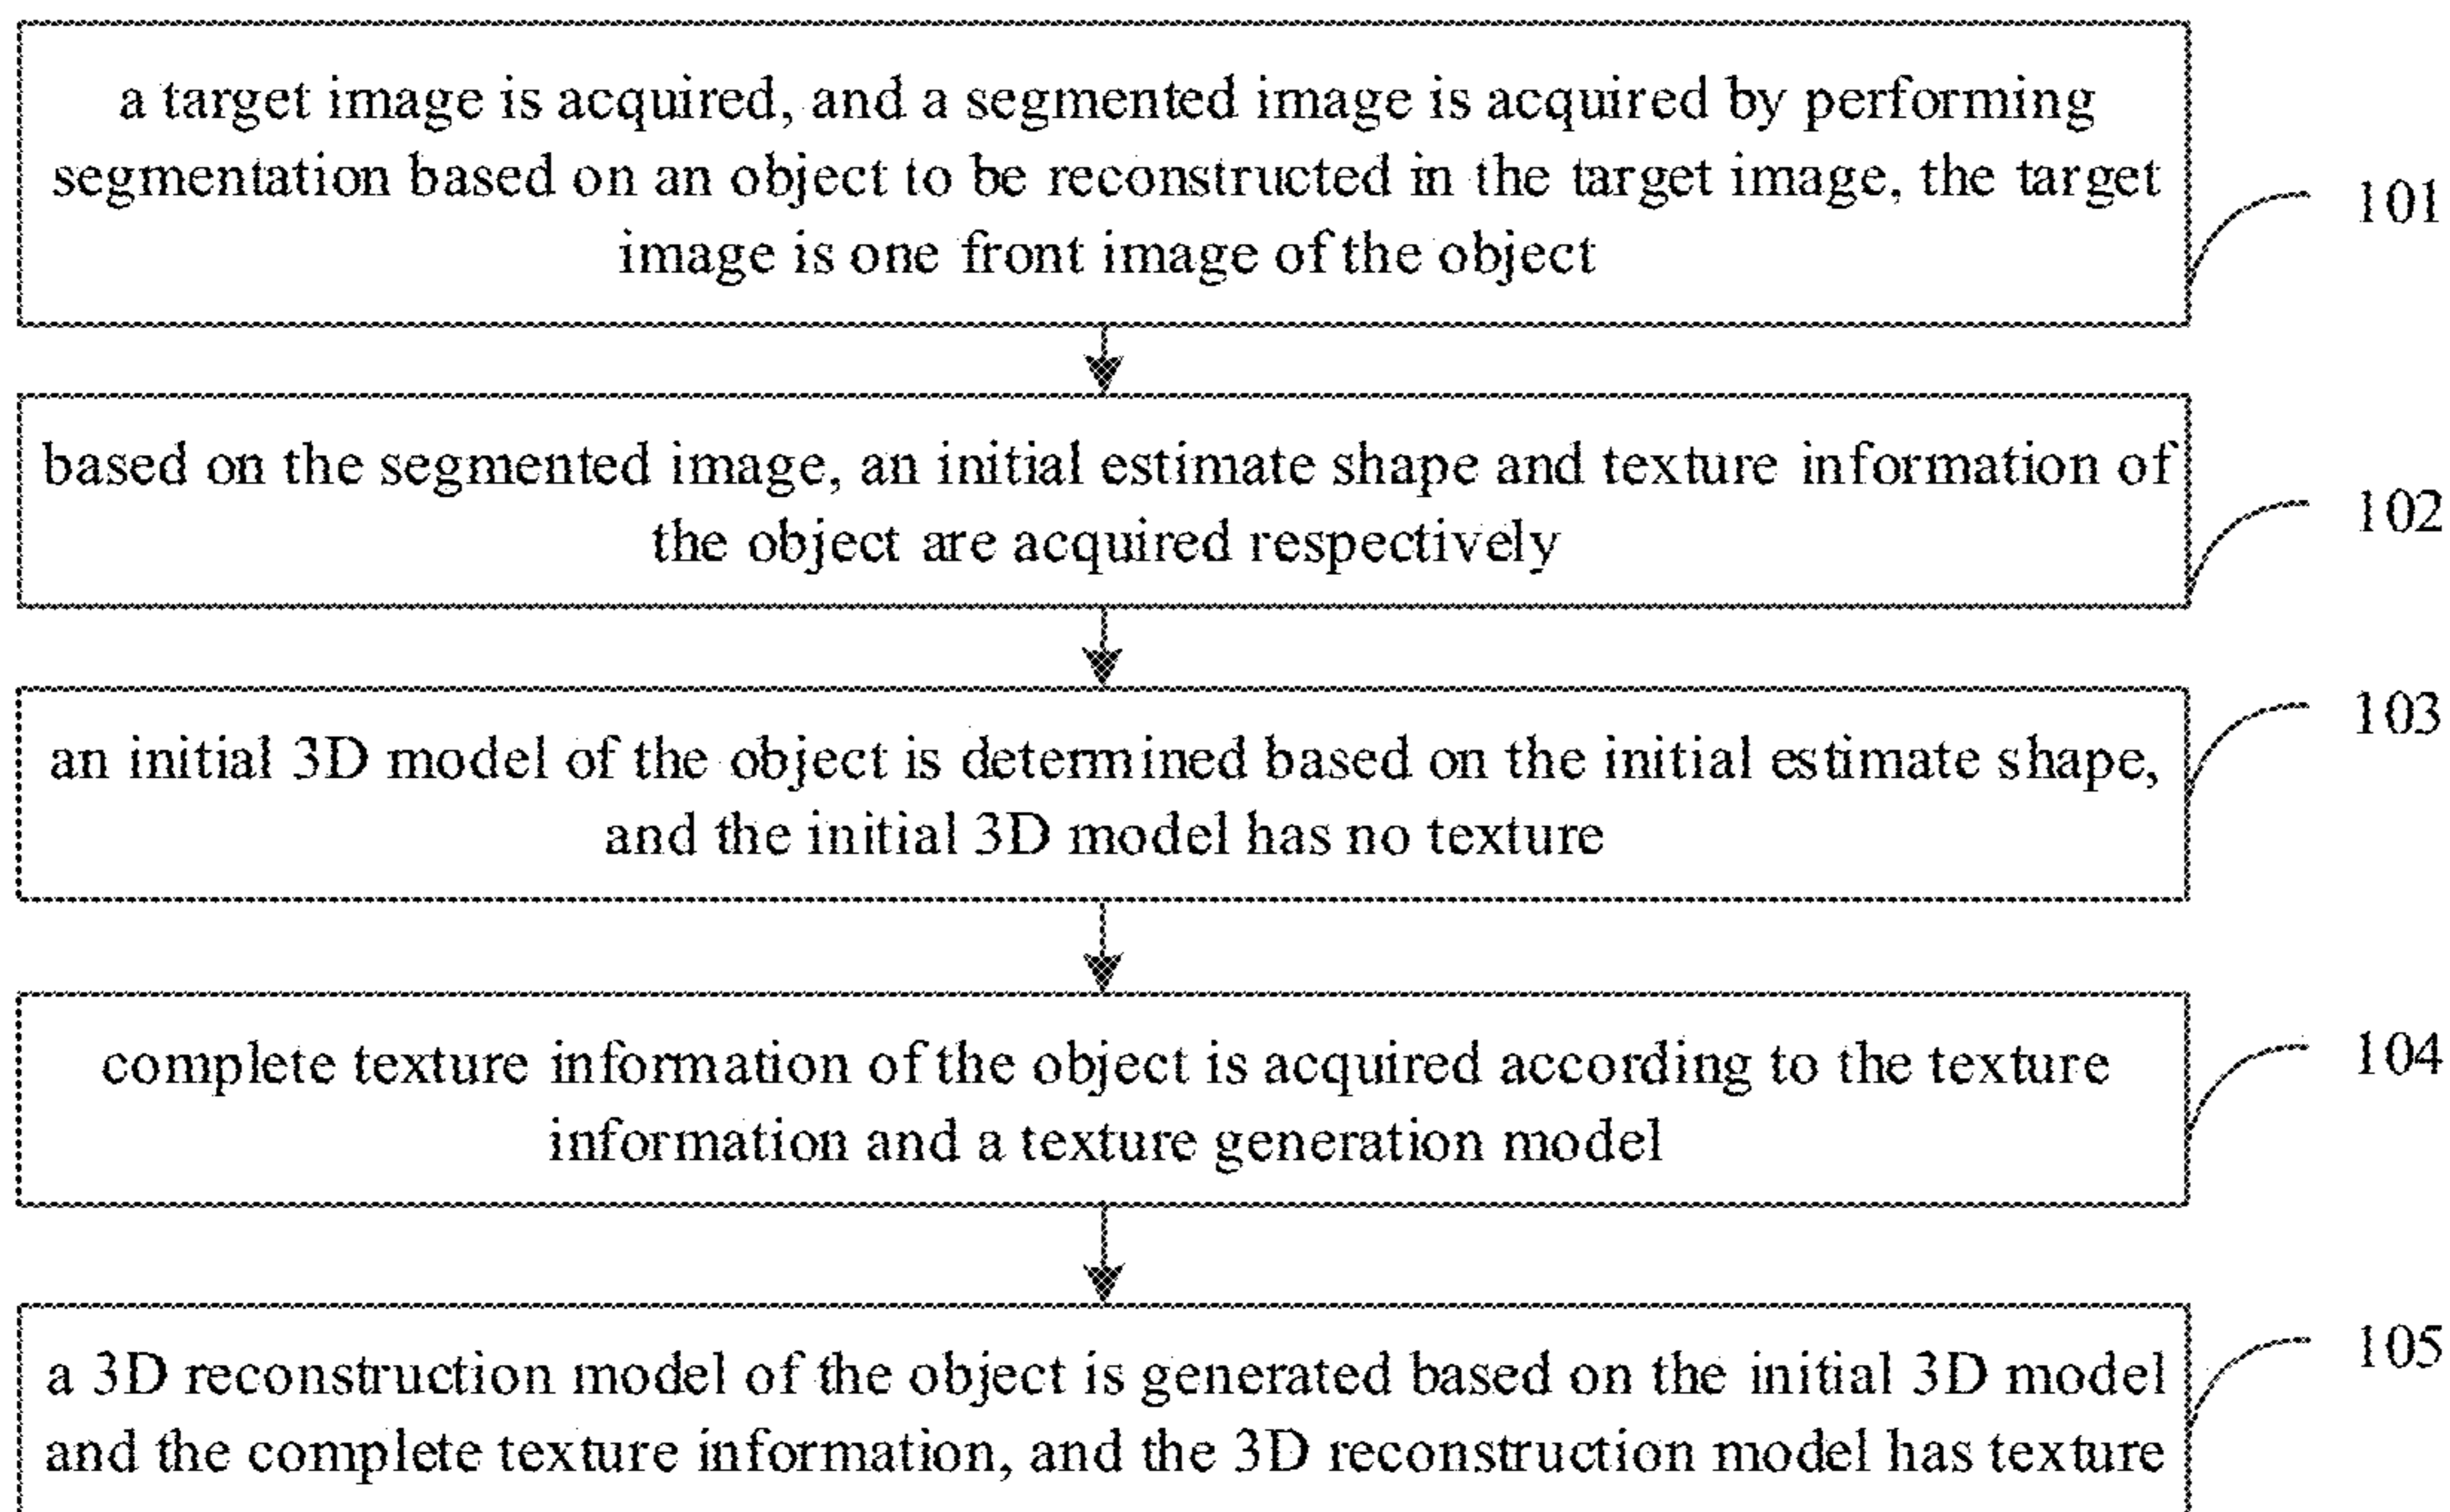 a target image is acquired, and a segmented image is acquired by performing
segmentation based on an object to be reconstructed in the target image, the target
image is one front image of the object
101
based on the segmented image, an initial estimate shape and texture information of
the object are acquired respectively
102
an initial 3D model of the object is determined based on the initial estimate shape,
and the initial 3D model has no texture
103
complete texture information of the object is acquired according to the texture
information and a texture generation model
104
a 3D reconstruction model of the object is generated based on the initial 3D model
and the complete texture information, and the 3D reconstruction model has texture
105